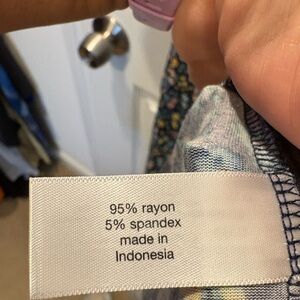 95% rayon
5% spandex
made in
Indonesia